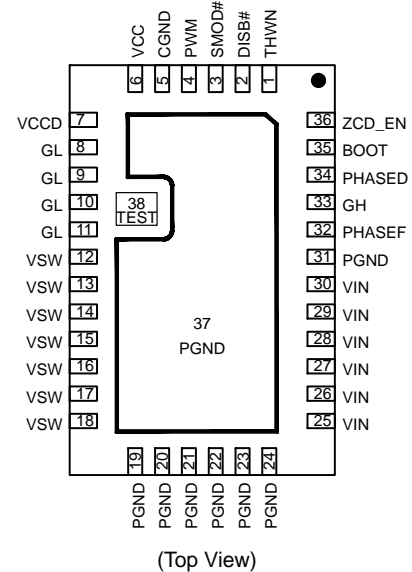 VCC
CGND
PWM
SMOD#
DISB#
THWN
6
5
4
3
2
1
VCCD 7
GL 8
GL 9
GL 10
GL 11
VSW 12
VSW 13
VSW 14
VSW 15
VSW 16
VSW 17
VSW 18
38
TEST
37
PGND
36 ZCD_EN
35 BOOT
34 PHASED
33 GH
32 PHASEF
31 PGND
30 VIN
29 VIN
28 VIN
27 VIN
26 VIN
25 VIN
19
20
21
22
23
24
PGND
PGND
PGND
PGND
PGND
PGND
(Top View)